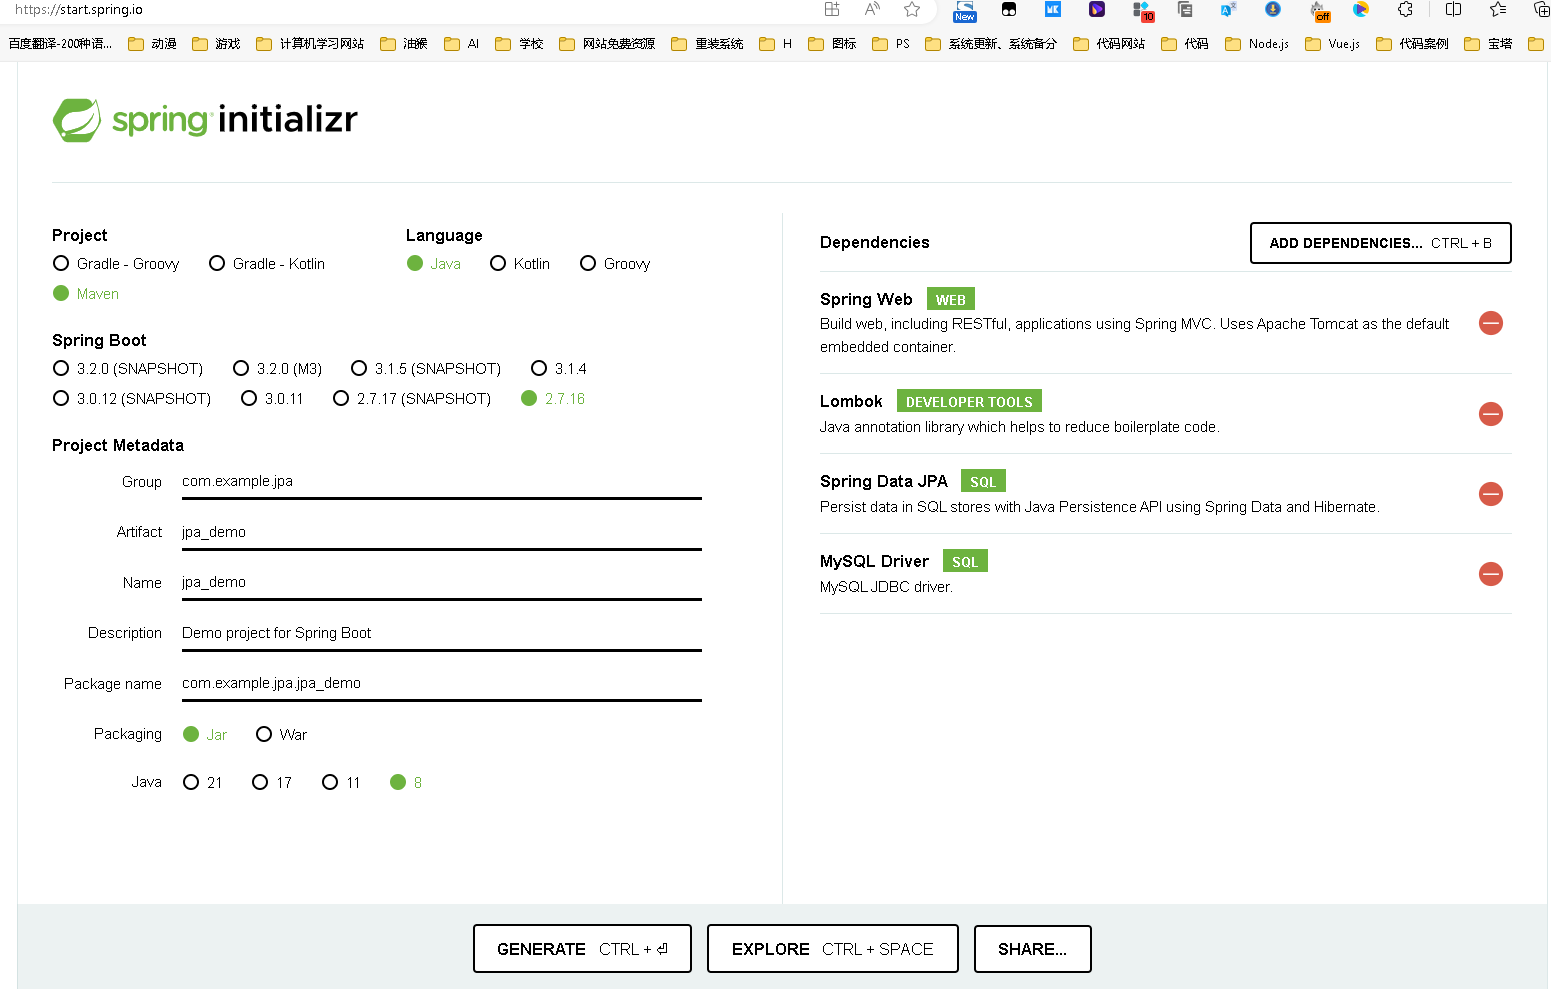 https://start.spring.io
New
10
off
百度翻译-200种语... 动漫 游戏 计算机学习网站 油猴 AI 学校 网站免费资源 重装系统 H 图标 PS 系统更新、系统备分 代码网站 代码 Node.js Vue.js 代码案例 宝塔
spring initializr
Project
Gradle - Groovy Gradle - Kotlin
Maven
Language
Java Kotlin Groovy
Spring Boot
3.2.0 (SNAPSHOT) 3.2.0 (M3) 3.1.5 (SNAPSHOT) 3.1.4
3.0.12 (SNAPSHOT) 3.0.11 2.7.17 (SNAPSHOT) 2.7.16
Project Metadata
Group com.example.jpa
Artifact jpa_demo
Name jpa_demo
Description Demo project for Spring Boot
Package name com.example.jpa.jpa_demo
Packaging Jar War
Java 21 17 11 8
Dependencies
ADD DEPENDENCIES... CTRL + B
Spring Web WEB
Build web, including RESTful, applications using Spring MVC. Uses Apache Tomcat as the default
embedded container.
Lombok DEVELOPER TOOLS
Java annotation library which helps to reduce boilerplate code.
Spring Data JPA SQL
Persist data in SQL stores with Java Persistence API using Spring Data and Hibernate.
MySQL Driver SQL
MySQL JDBC driver.
GENERATE CTRL + ⏎
EXPLORE CTRL + SPACE
SHARE...